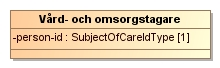 Vård- och omsorgstagare
-person-id : SubjectOfCareIdType [1]